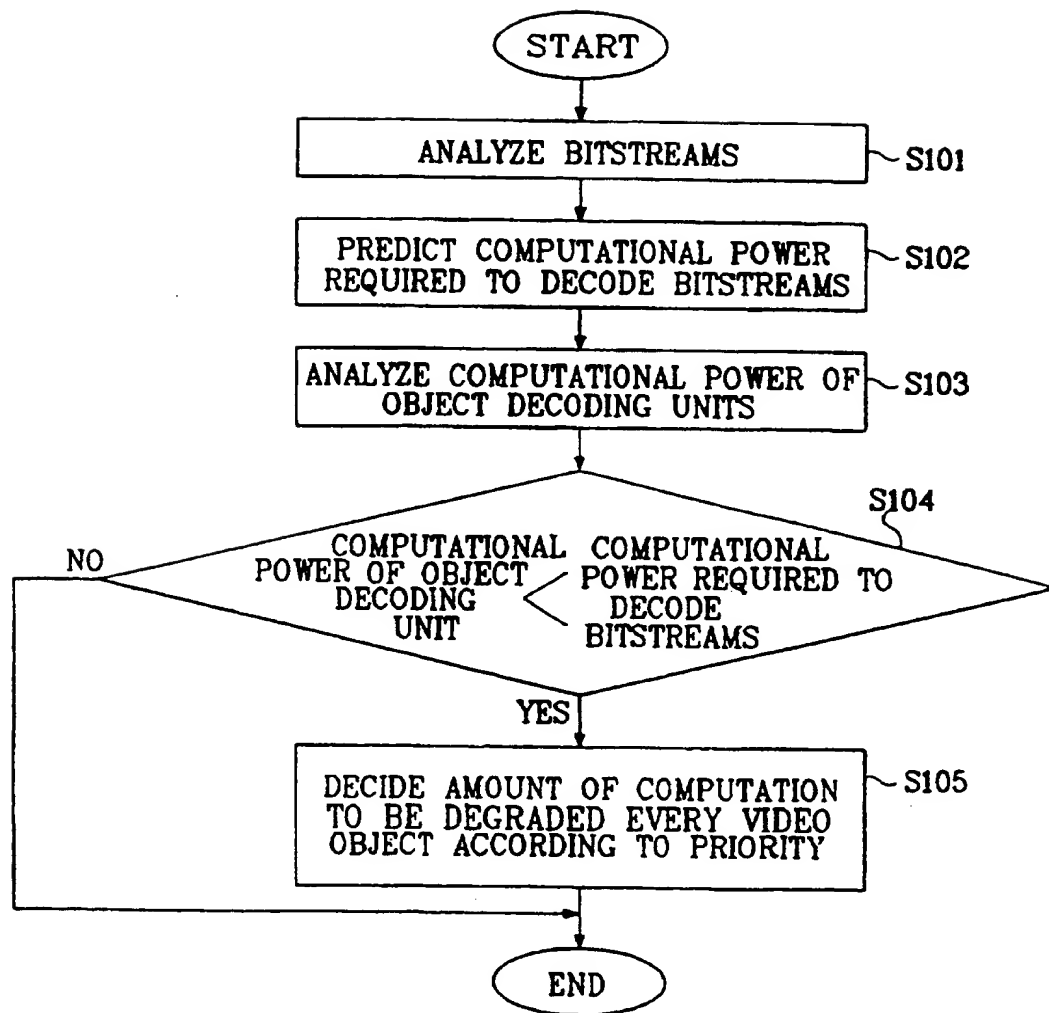 START
ANALYZE BITSTREAMS
S101
PREDICT COMPUTATIONAL POWER
REQUIRED TO DECODE BITSTREAMS
S102
ANALYZE COMPUTATIONAL POWER OF
OBJECT DECODING UNITS
S103
S104
NO
COMPUTATIONAL
POWER OF OBJECT
DECODING
UNIT
<
COMPUTATIONAL
POWER REQUIRED TO
DECODE
BITSTREAMS
YES
DECIDE AMOUNT OF COMPUTATION
TO BE DEGRADED EVERY VIDEO
OBJECT ACCORDING TO PRIORITY
S105
END